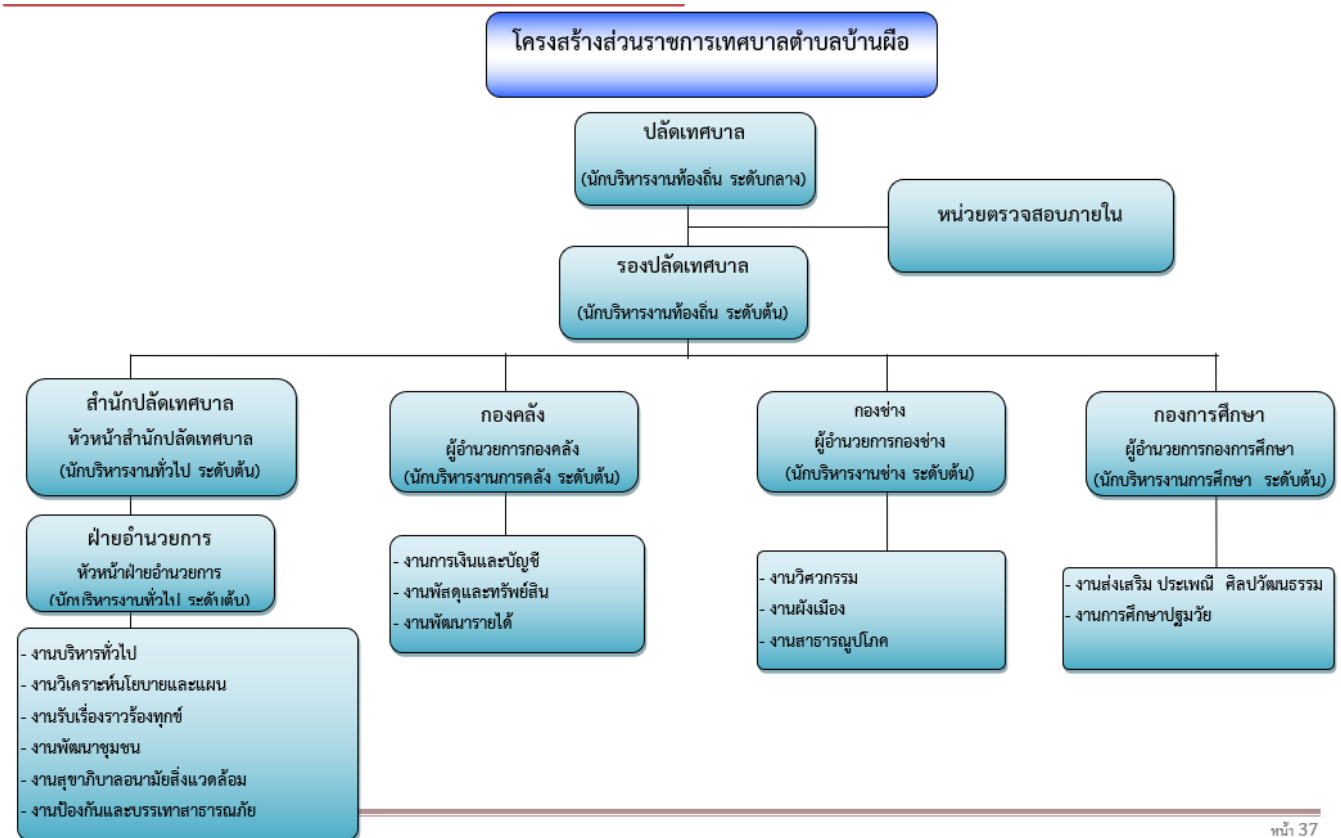 โครงสร้างส่วนราชการเทศบาลตำบลบ้านผือ
ปลัดเทศบาล
(นักบริหารงานท้องถิ่น ระดับกลาง)
หน่วยตรวจสอบภายใน
รองปลัดเทศบาล
(นักบริหารงานท้องถิ่น ระดับต้น)
สำนักปลัดเทศบาล
หัวหน้าสำนักปลัดเทศบาล
(นักบริหารงานทั่วไป ระดับต้น)
ฝ่ายอำนวยการ
หัวหน้าฝ่ายอำนวยการ
(นักบริหารงานทั่วไป ระดับต้น)
- งานบริหารทั่วไป
- งานวิเคราะห์นโยบายและแผน
- งานรับเรื่องราวร้องทุกข์
- งานพัฒนาชุมชน
- งานสุขาภิบาลอนามัยสิ่งแวดล้อม
- งานป้องกันและบรรเทาสาธารณภัย
กองคลัง
ผู้อำนวยการกองคลัง
(นักบริหารงานการคลัง ระดับต้น)
- งานการเงินและบัญชี
- งานพัสดุและทรัพย์สิน
- งานพัฒนารายได้
กองช่าง
ผู้อำนวยการกองช่าง
(นักบริหารงานช่าง ระดับต้น)
- งานวิศวกรรม
- งานผังเมือง
- งานสาธารณูปโภค
กองการศึกษา
ผู้อำนวยการกองการศึกษา
(นักบริหารงานการศึกษา ระดับต้น)
- งานส่งเสริม ประเพณี ศิลปวัฒนธรรม
- งานการศึกษาปฐมวัย
หน้า 37